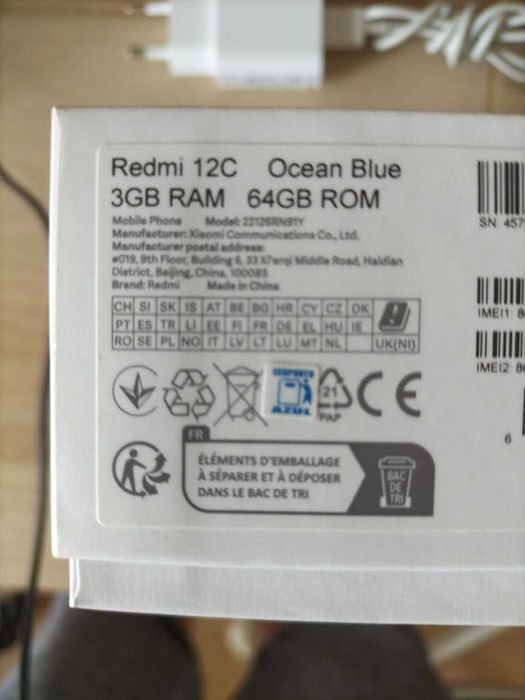 Redmi 12C Ocean Blue
3GB RAM 64GB ROM
Mobile Phone Model: 22126RN91Y
Manufacturer: Xiaomi Communications Co., Ltd.
Manufacturer postal address:
#019, 9th Floor, Building 6, 33 Xi'erqi Middle Road, Haidian
District, Beijing, China, 100085
Brand: Redmi Made in China
CH SI SK IS AT BE BG HR CY CZ DK
PT ES TR LI EE FI FR DE EL HU IE
RO SE PL NO IT LV LT LU MT NL UK(NI)
SN: 457
IMEI1: 8
IMEI2: 86
6
AZUL
21
PAP
CE
FR
ÉLÉMENTS D'EMBALLAGE
À SÉPARER ET À DÉPOSER
DANS LE BAC DE TRI
BAC
DE
TRI